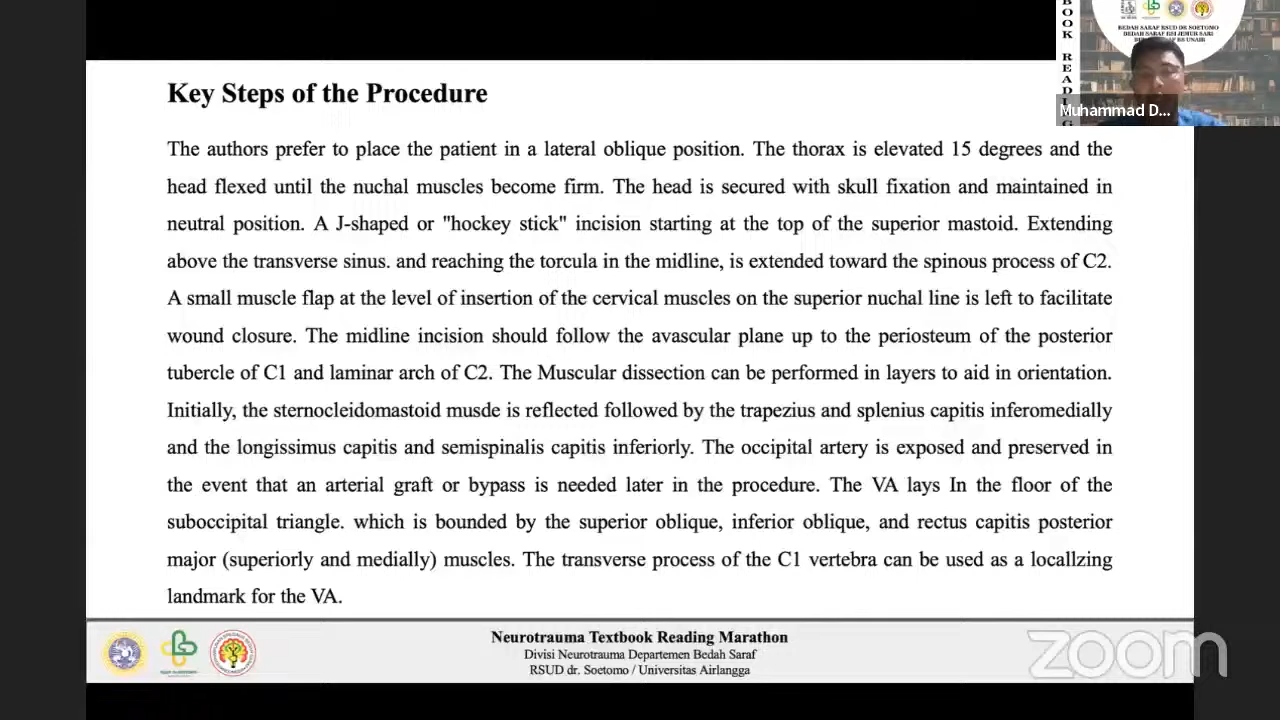 Key Steps of the Procedure
The authors prefer to place the patient in a lateral oblique position. The thorax is elevated 15 degrees and the
head flexed until the nuchal muscles become firm. The head is secured with skull fixation and maintained in
neutral position. A J-shaped or "hockey stick" incision starting at the top of the superior mastoid. Extending
above the transverse sinus. and reaching the torcula in the midline, is extended toward the spinous process of C2.
A small muscle flap at the level of insertion of the cervical muscles on the superior nuchal line is left to facilitate
wound closure. The midline incision should follow the avascular plane up to the periosteum of the posterior
tubercle of C1 and laminar arch of C2. The Muscular dissection can be performed in layers to aid in orientation.
Initially, the sternocleidomastoid musde is reflected followed by the trapezius and splenius capitis inferomedially
and the longissimus capitis and semispinalis capitis inferiorly. The occipital artery is exposed and preserved in
the event that an arterial graft or bypass is needed later in the procedure. The VA lays In the floor of the
suboccipital triangle. which is bounded by the superior oblique, inferior oblique, and rectus capitis posterior
major (superiorly and medially) muscles. The transverse process of the C1 vertebra can be used as a locallzing
landmark for the VA.
BOOK READING
BEDAH SARAF RSUD DR SOETOMO
BEDAH SARAF RSI JEMUR SARI
Muhammad D...
Neurotrauma Textbook Reading Marathon
Divisi Neurotrauma Departemen Bedah Saraf
RSUD dr. Soetomo / Universitas Airlangga
zoom